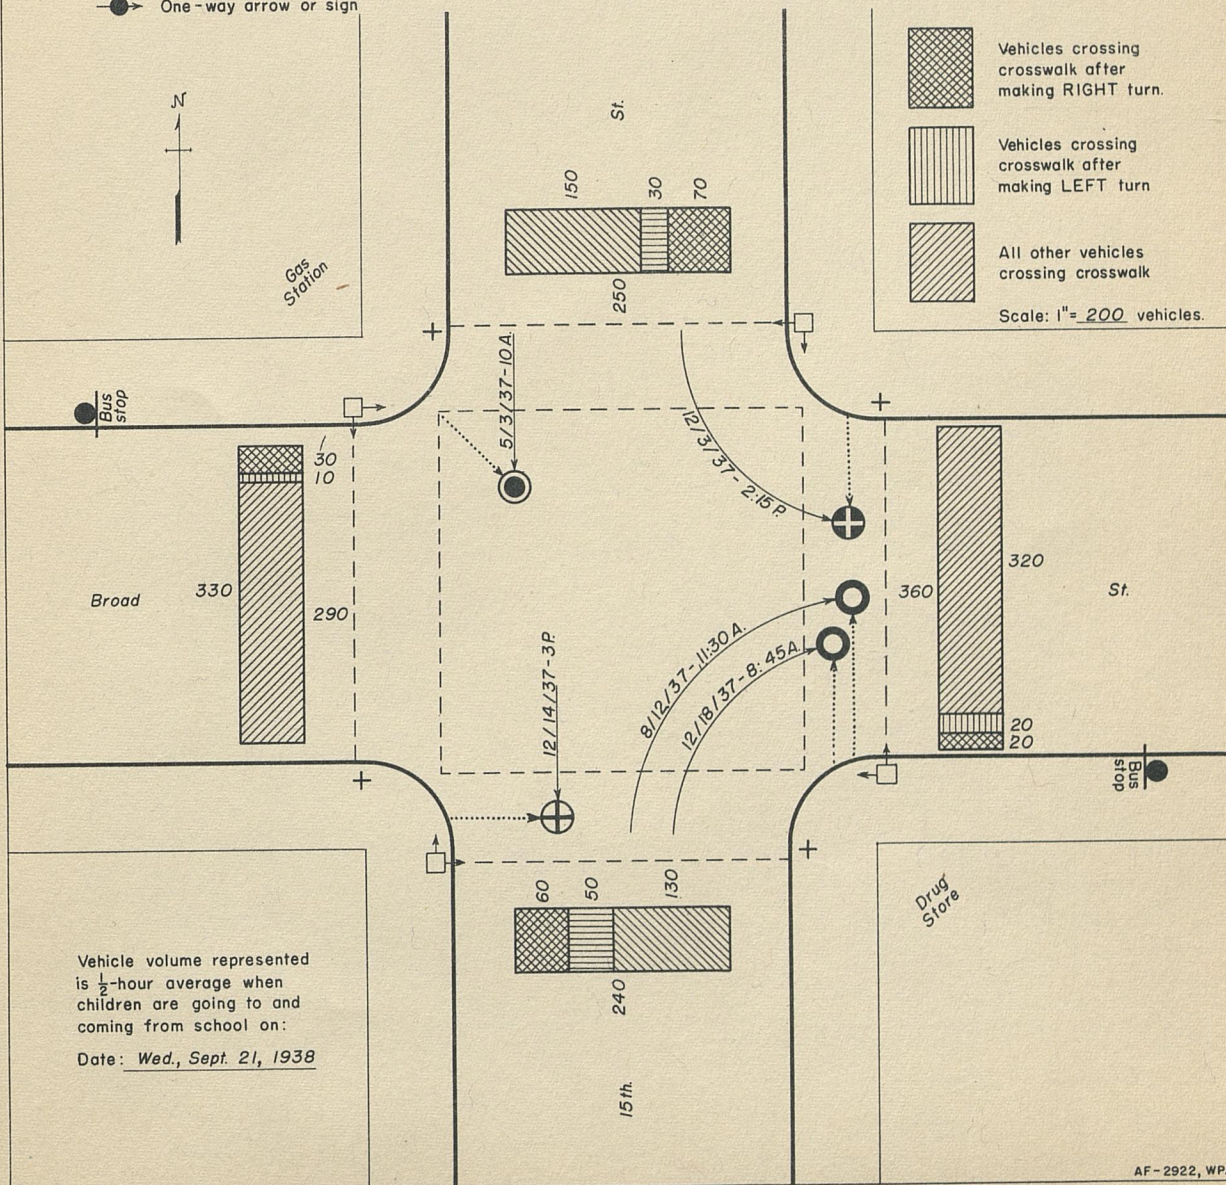 One-way arrow or sign
N
Gas
Station
St.
150
30
70
250
Vehicles crossing
crosswalk after
making RIGHT turn.
Vehicles crossing
crosswalk after
making LEFT turn
All other vehicles
crossing crosswalk
Scale: 1"= 200 vehicles.
Bus
stop
30
10
330
290
Broad
5/3/37-10A.
12/3/37-2:15P.
8/12/37-11:30A.
12/18/37-8:45A.
12/14/37-3P.
360
320
St.
20
20
Bus
stop
60
50
130
240
Drug
Store
Vehicle volume represented
is ½-hour average when
children are going to and
coming from school on:
Date: Wed., Sept. 21, 1938
15th.
AF-2922, WP